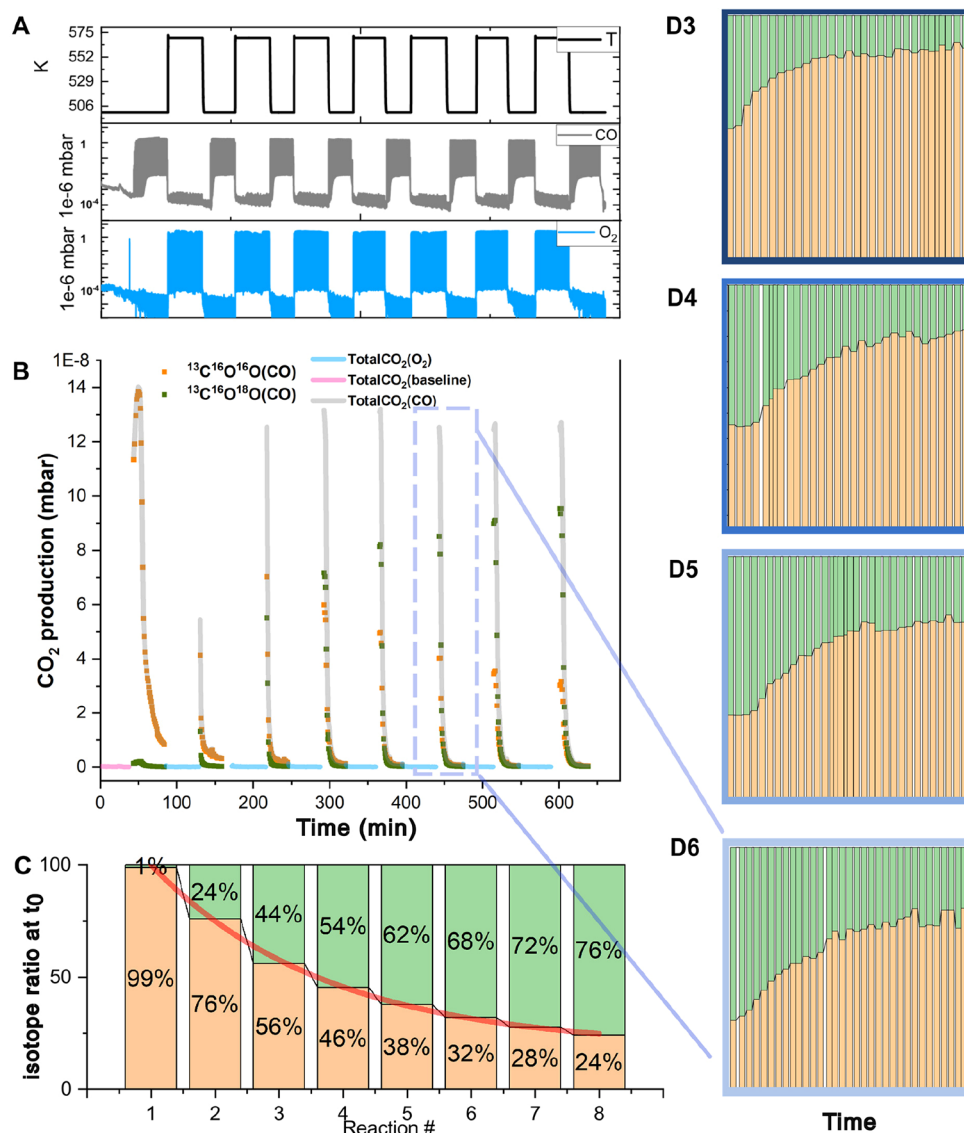 A
575
552
529
506
K
T
1
10⁻⁴
1e-6 mbar
CO
1
10⁻⁴
1e-6 mbar
O₂
B
1E-8
14
12
10
8
6
4
2
0
CO₂ production (mbar)
¹³C¹⁶O¹⁶O(CO)
¹³C¹⁶O¹⁸O(CO)
TotalCO₂(O₂)
TotalCO₂(baseline)
TotalCO₂(CO)
0 100 200 300 400 500 600
Time (min)
C
100
50
0
isotope ratio at t0
1% 24% 44% 54% 62% 68% 72% 76%
99% 76% 56% 46% 38% 32% 28% 24%
1 2 3 4 5 6 7 8
Reaction #
D3
D4
D5
D6
Time